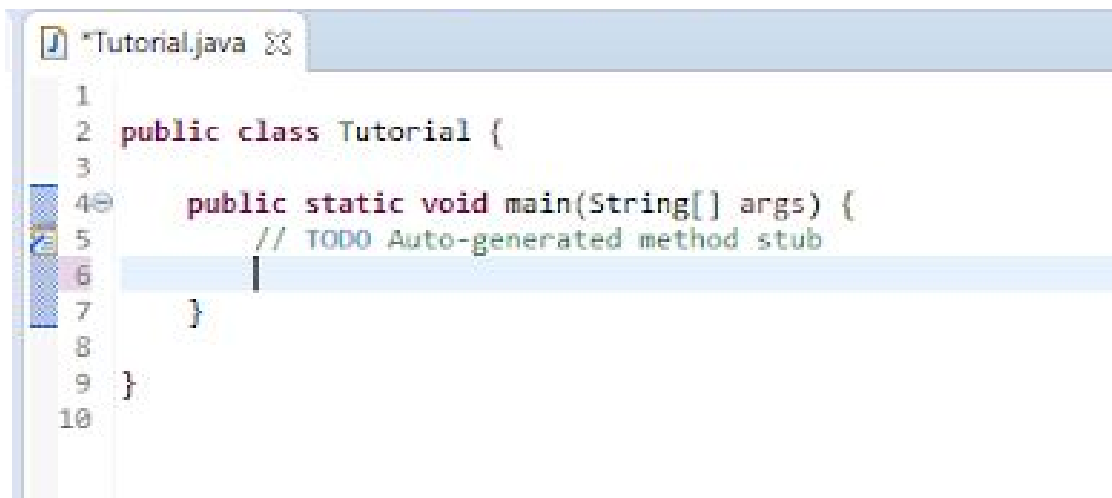 *Tutorial.java
1
2 public class Tutorial {
3
4 public static void main(String[] args) {
5 // TODO Auto-generated method stub
6
7 }
8
9 }
10